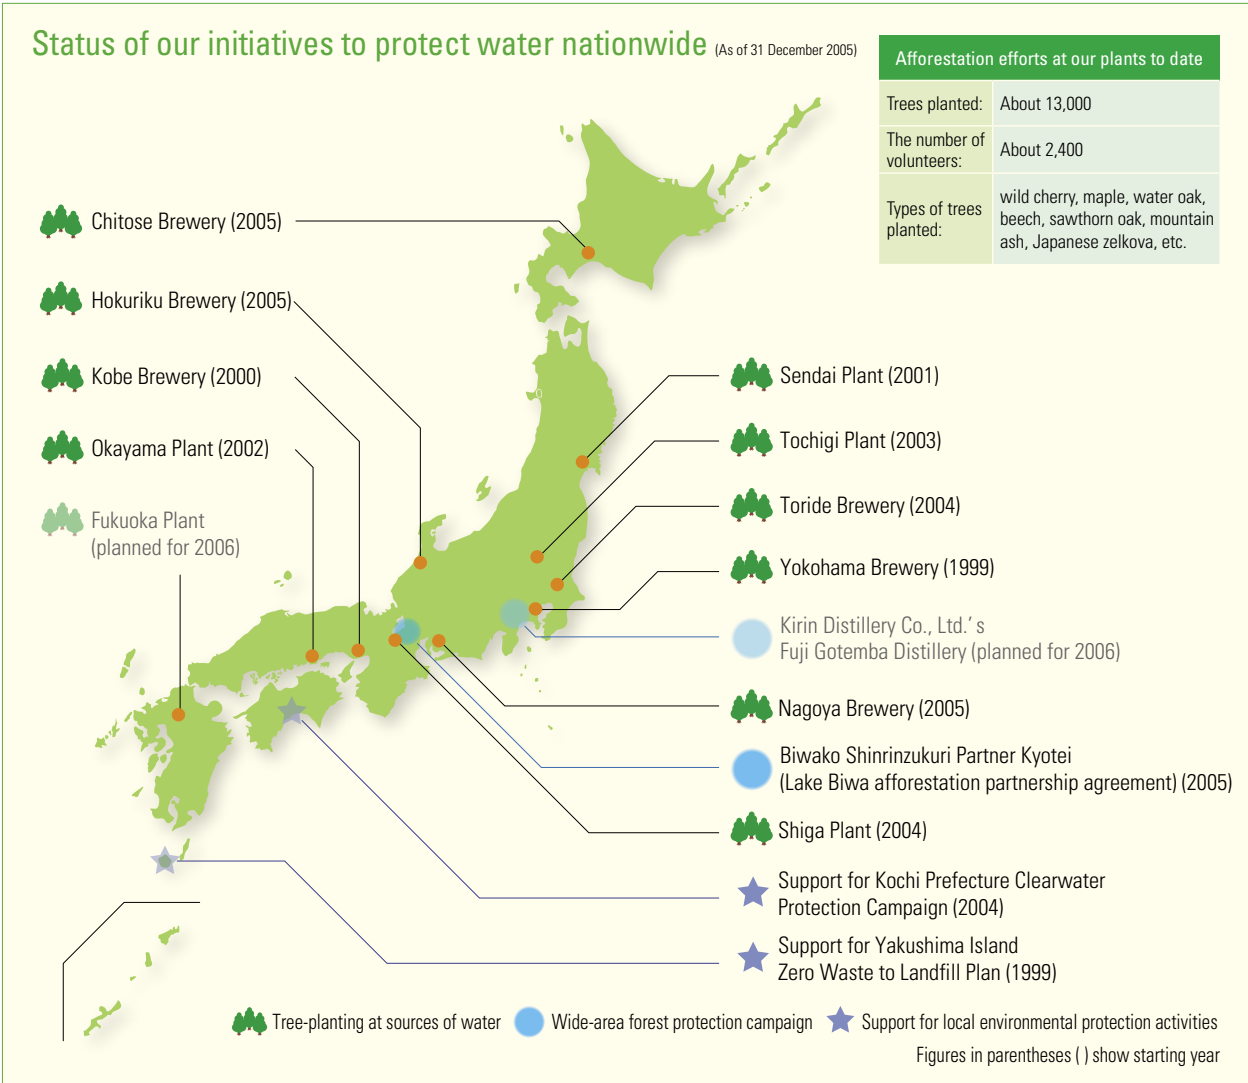 Status of our initiatives to protect water nationwide (As of 31 December 2005)
Afforestation efforts at our plants to date
Trees planted: About 13,000
The number of
volunteers:
About 2,400
Types of trees
planted:
wild cherry, maple, water oak,
beech, sawthorn oak, mountain
ash, Japanese zelkova, etc.
Chitose Brewery (2005)
Hokuriku Brewery (2005)
Kobe Brewery (2000)
Okayama Plant (2002)
Fukuoka Plant
(planned for 2006)
Sendai Plant (2001)
Tochigi Plant (2003)
Toride Brewery (2004)
Yokohama Brewery (1999)
Kirin Distillery Co., Ltd.' s
Fuji Gotemba Distillery (planned for 2006)
Nagoya Brewery (2005)
Biwako Shinrinzukuri Partner Kyotei
(Lake Biwa afforestation partnership agreement) (2005)
Shiga Plant (2004)
Support for Kochi Prefecture Clearwater
Protection Campaign (2004)
Support for Yakushima Island
Zero Waste to Landfill Plan (1999)
Tree-planting at sources of water
Wide-area forest protection campaign
Support for local environmental protection activities
Figures in parentheses ( ) show starting year